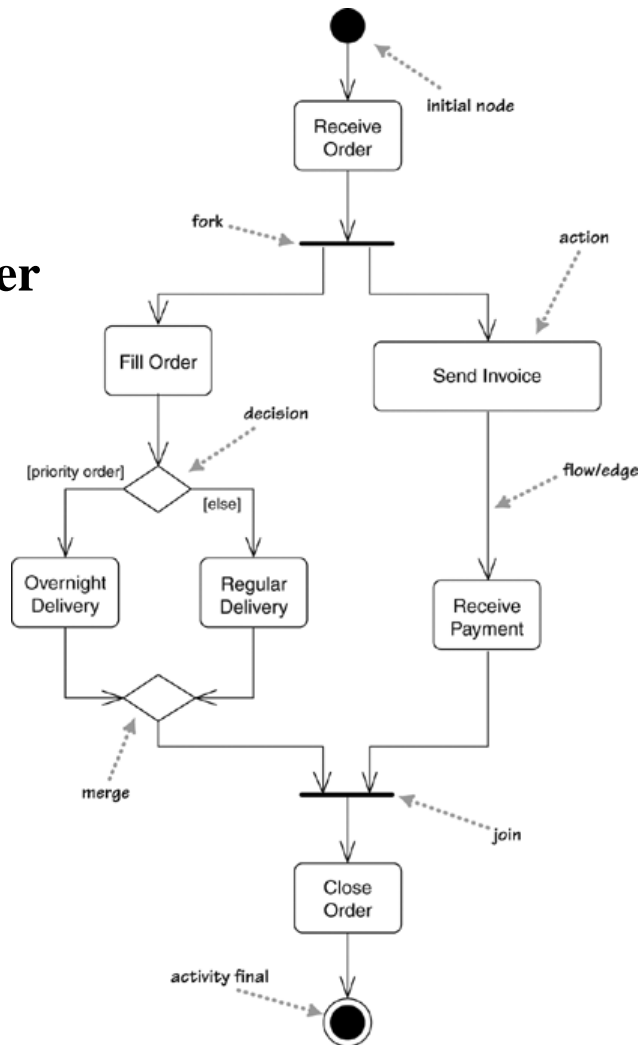 initial node
Receive
Order
fork
action
er
Fill Order
Send Invoice
decision
[priority order]
[else]
flow/edge
Overnight
Delivery
Regular
Delivery
Receive
Payment
merge
join
Close
Order
activity final